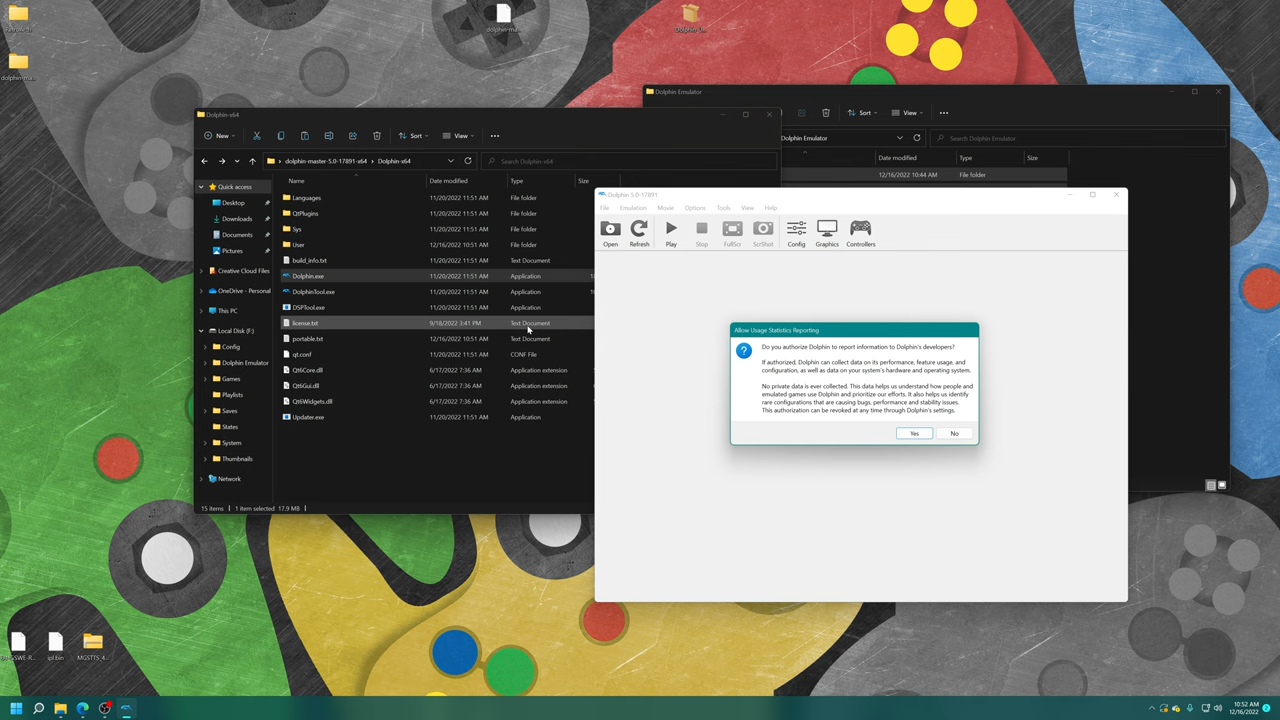 dolphin-ma...
Dolphin Emulator
Sort
View
Dolphin Emulator
Search Dolphin Emulator
Date modified
Type
Size
12/16/2022 10:44 AM
File folder
Dolphin-x64
New
Sort
View
dolphin-master-5.0-17891-x64
Dolphin-x64
Search Dolphin-x64
Name
Date modified
Type
Size
Quick access
Desktop
Downloads
Documents
Pictures
Creative Cloud Files
OneDrive - Personal
This PC
Local Disk (F:)
Config
Dolphin Emulator
Games
Playlists
Saves
States
System
Thumbnails
Network
Languages 11/20/2022 11:51 AM File folder
QtPlugins 11/20/2022 11:51 AM File folder
Sys 11/20/2022 11:51 AM File folder
User 12/16/2022 10:51 AM File folder
build_info.txt 11/20/2022 11:51 AM Text Document
Dolphin.exe 11/20/2022 11:51 AM Application
DolphinTool.exe 11/20/2022 11:51 AM Application
DSPTool.exe 11/20/2022 11:51 AM Application
license.txt 9/18/2022 3:41 PM Text Document
portable.txt 12/16/2022 10:51 AM Text Document
qt.conf 11/20/2022 11:51 AM CONF File
Qt6Core.dll 6/17/2022 7:36 AM Application extension
Qt6Gui.dll 6/17/2022 7:36 AM Application extension
Qt6Widgets.dll 6/17/2022 7:36 AM Application extension
Updater.exe 11/20/2022 11:51 AM Application
15 items
1 item selected 17.9 MB
Dolphin 5.0-17891
File Emulation Movie Options Tools View Help
Open Refresh Play Stop FullScr ScrShot Config Graphics Controllers
Allow Usage Statistics Reporting
Do you authorize Dolphin to report information to Dolphin's developers?
If authorized, Dolphin can collect data on its performance, feature usage, and
configuration, as well as data on your system's hardware and operating system.
No private data is ever collected. This data helps us understand how people and
emulated games use Dolphin and prioritize our efforts. It also helps us identify
rare configurations that are causing bugs, performance and stability issues.
This authorization can be revoked at any time through Dolphin's settings.
Yes No
ipl.bin
MGSTTS_4...
10:52 AM
12/16/2022
2